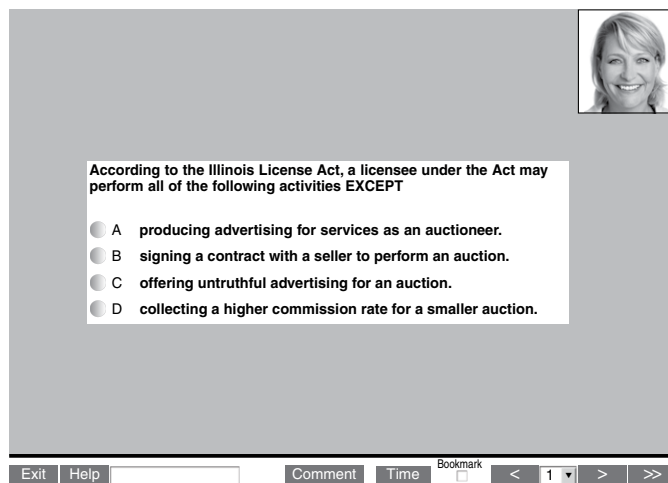 According to the Illinois License Act, a licensee under the Act may
perform all of the following activities EXCEPT
A producing advertising for services as an auctioneer.
B signing a contract with a seller to perform an auction.
C offering untruthful advertising for an auction.
D collecting a higher commission rate for a smaller auction.
Bookmark
Exit Help Comment Time < 1 > >>